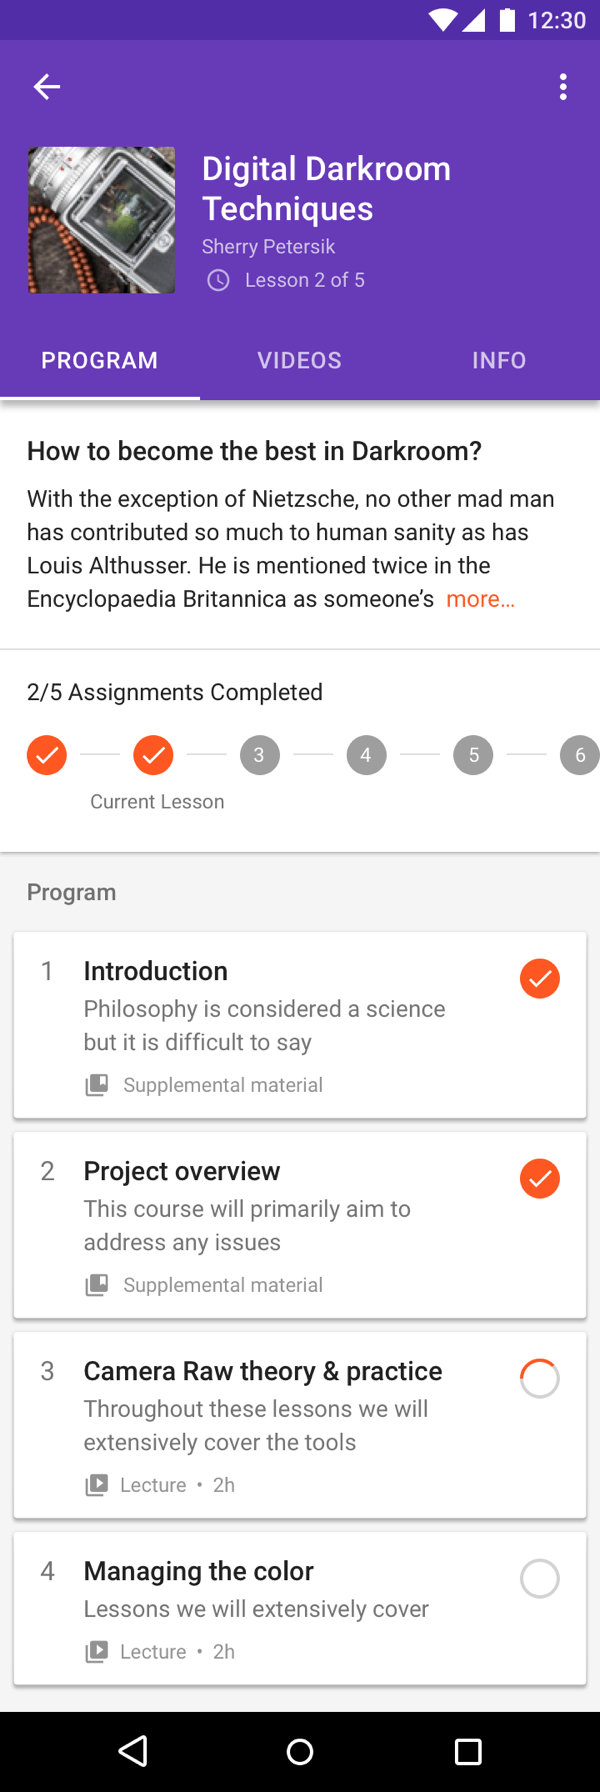 12:30
Digital Darkroom
Techniques
Sherry Petersik
Lesson 2 of 5
PROGRAM VIDEOS INFO
How to become the best in Darkroom?
With the exception of Nietzsche, no other mad man
has contributed so much to human sanity as has
Louis Althusser. He is mentioned twice in the
Encyclopaedia Britannica as someone’s more...
2/5 Assignments Completed
3 4 5 6
Current Lesson
Program
1 Introduction
Philosophy is considered a science
but it is difficult to say
Supplemental material
2 Project overview
This course will primarily aim to
address any issues
Supplemental material
3 Camera Raw theory & practice
Throughout these lessons we will
extensively cover the tools
Lecture • 2h
4 Managing the color
Lessons we will extensively cover
Lecture • 2h